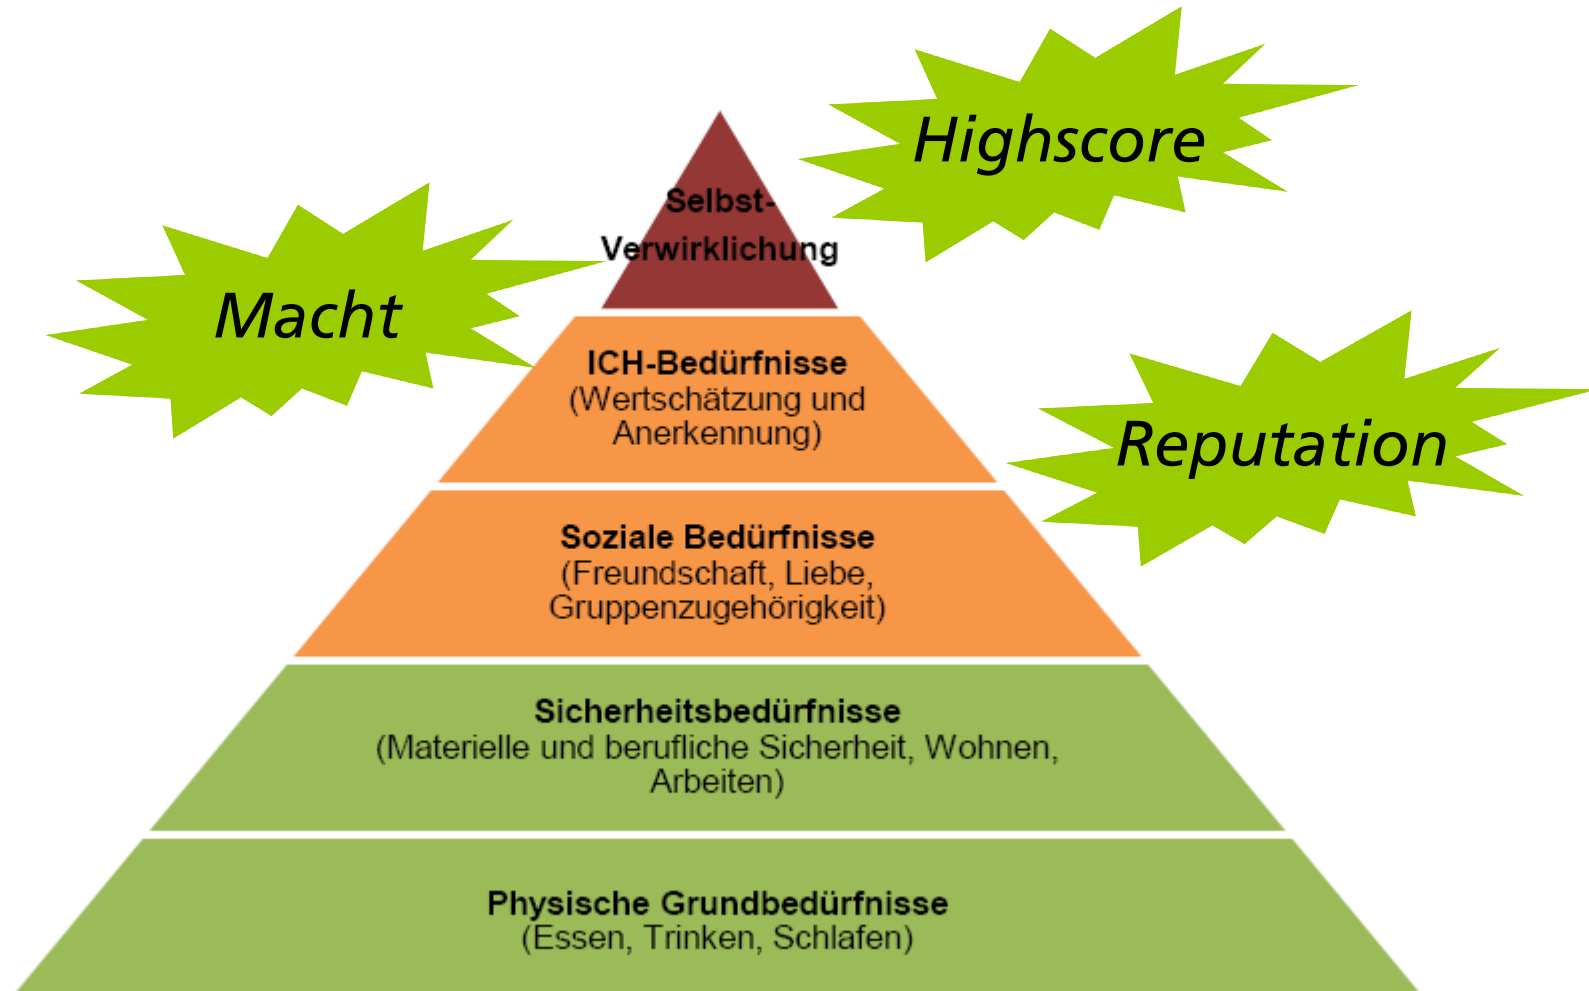 Highscore
Selbst-
Verwirklichung
Macht
ICH-Bedürfnisse
(Wertschätzung und
Anerkennung)
Reputation
Soziale Bedürfnisse
(Freundschaft, Liebe,
Gruppenzugehörigkeit)
Sicherheitsbedürfnisse
(Materielle und berufliche Sicherheit, Wohnen,
Arbeiten)
Physische Grundbedürfnisse
(Essen, Trinken, Schlafen)